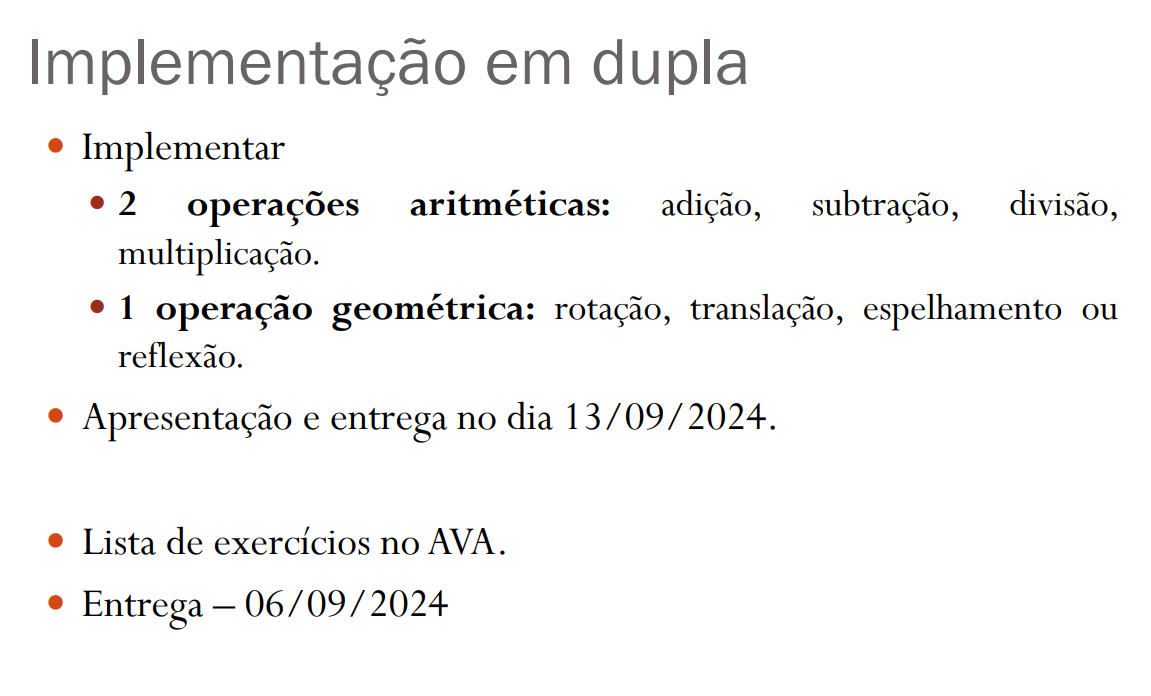 Implementação em dupla
• Implementar
• 2 operações aritméticas: adição, subtração, divisão,
multiplicação.
• 1 operação geométrica: rotação, translação, espelhamento ou
reflexão.
• Apresentação e entrega no dia 13/09/2024.
• Lista de exercícios no AVA.
• Entrega – 06/09/2024